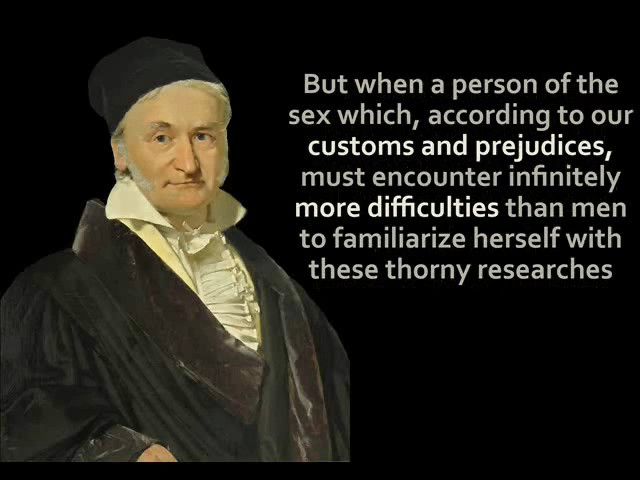 But when a person of the
sex which, according to our
customs and prejudices,
must encounter infinitely
more difficulties than men
to familiarize herself with
these thorny researches